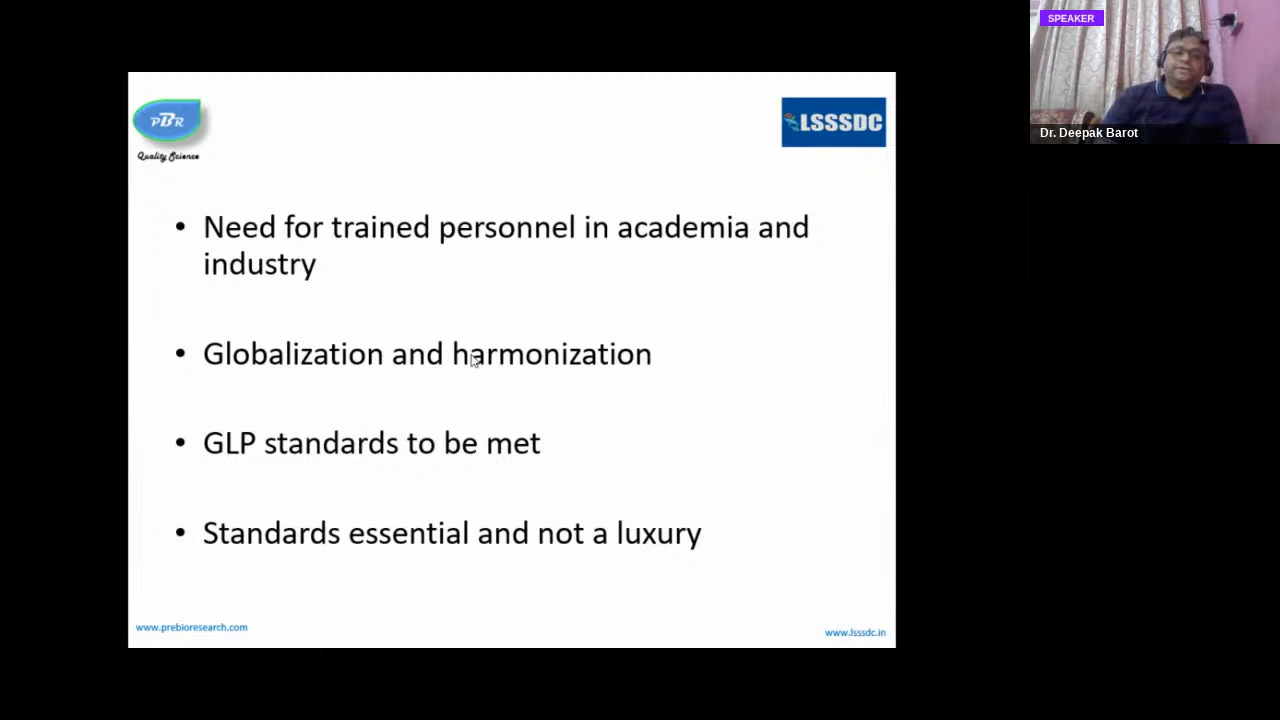 SPEAKER
Dr. Deepak Barot
PBR
Quality Science
LSSSDC
• Need for trained personnel in academia and
industry
• Globalization and harmonization
• GLP standards to be met
• Standards essential and not a luxury
www.prebioresearch.com
www.lsssdc.in